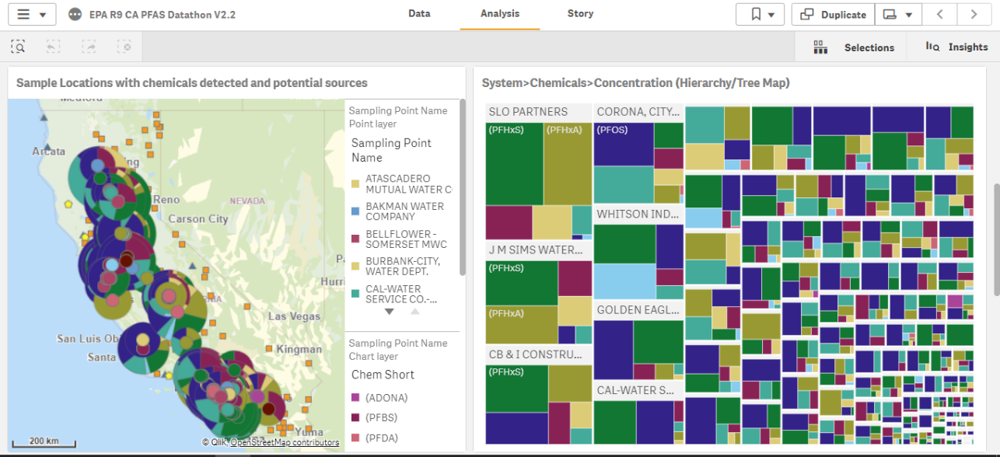 EPA R9 CA PFAS Datathon V2.2
Data
Analysis
Story
Duplicate
Selections
Insights
Sample Locations with chemicals detected and potential sources
Medford
Arcata
ing
Reno
NEVADA
Carson City
Hurri
Las Vegas
San Luis Ob
Kingman
Santa
Yuma
200 km
© Qlik, OpenStreetMap contributors
Sampling Point Name
Point layer
Sampling Point
Name
ATASCADERO
MUTUAL WATER C
BAKMAN WATER
COMPANY
BELLFLOWER -
SOMERSET MWC
BURBANK-CITY,
WATER DEPT.
CAL-WATER
SERVICE CO.-...
Sampling Point Name
Chart layer
Chem Short
(ADONA)
(PFBS)
(PFDA)
System>Chemicals>Concentration (Hierarchy/Tree Map)
SLO PARTNERS
(PFHxS)
(PFHxA)
J M SIMS WATER...
(PFHxS)
(PFHxA)
CB & I CONSTRU...
(PFHxS)
CORONA, CITY...
(PFOS)
WHITSON IND...
GOLDEN EAGL...
CAL-WATER S...